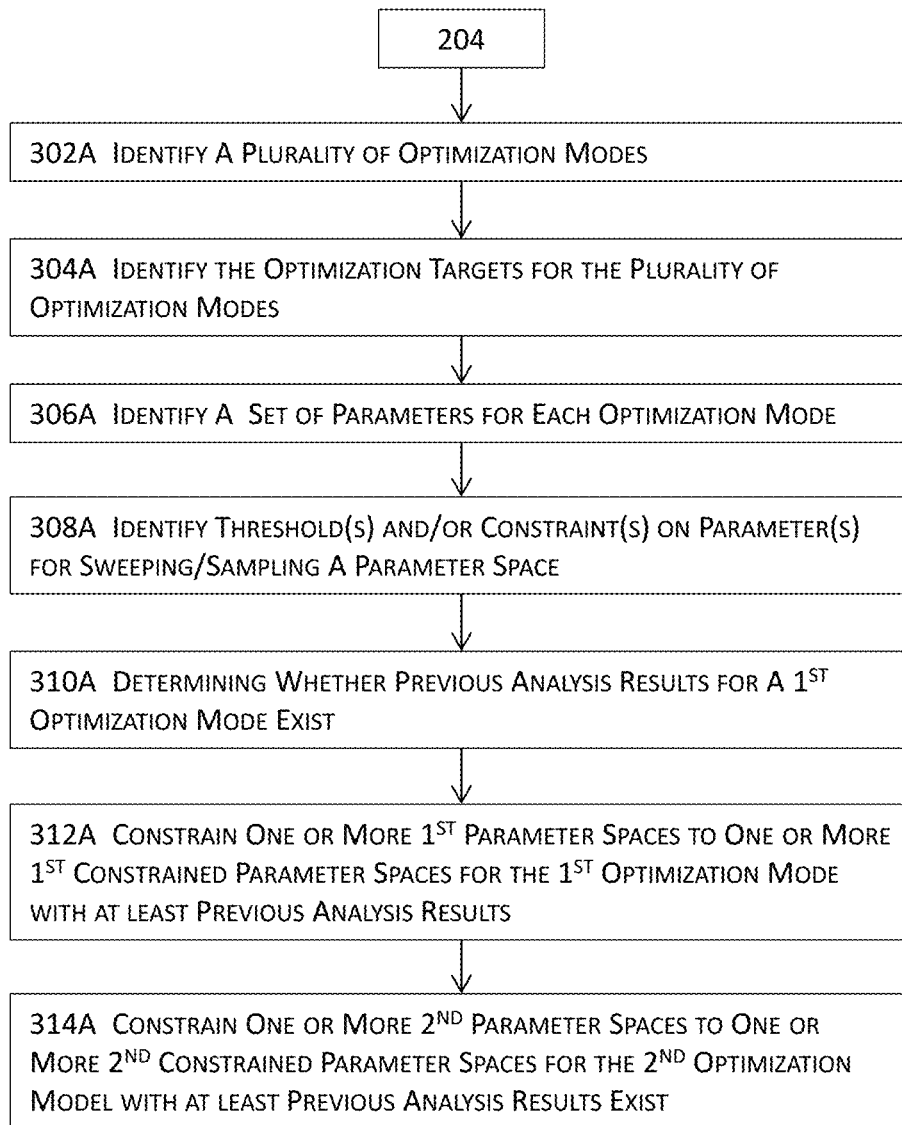 204
302A IDENTIFY A PLURALITY OF OPTIMIZATION MODES
304A IDENTIFY THE OPTIMIZATION TARGETS FOR THE PLURALITY OF
OPTIMIZATION MODES
306A IDENTIFY A SET OF PARAMETERS FOR EACH OPTIMIZATION MODE
308A IDENTIFY THRESHOLD(S) AND/OR CONSTRAINT(S) ON PARAMETER(S)
FOR SWEEPING/SAMPLING A PARAMETER SPACE
310A DETERMINING WHETHER PREVIOUS ANALYSIS RESULTS FOR A 1ST
OPTIMIZATION MODE EXIST
312A CONSTRAIN ONE OR MORE 1ST PARAMETER SPACES TO ONE OR MORE
1ST CONSTRAINED PARAMETER SPACES FOR THE 1ST OPTIMIZATION MODE
WITH AT LEAST PREVIOUS ANALYSIS RESULTS
314A CONSTRAIN ONE OR MORE 2ND PARAMETER SPACES TO ONE OR
MORE 2ND CONSTRAINED PARAMETER SPACES FOR THE 2ND OPTIMIZATION
MODEL WITH AT LEAST PREVIOUS ANALYSIS RESULTS EXIST